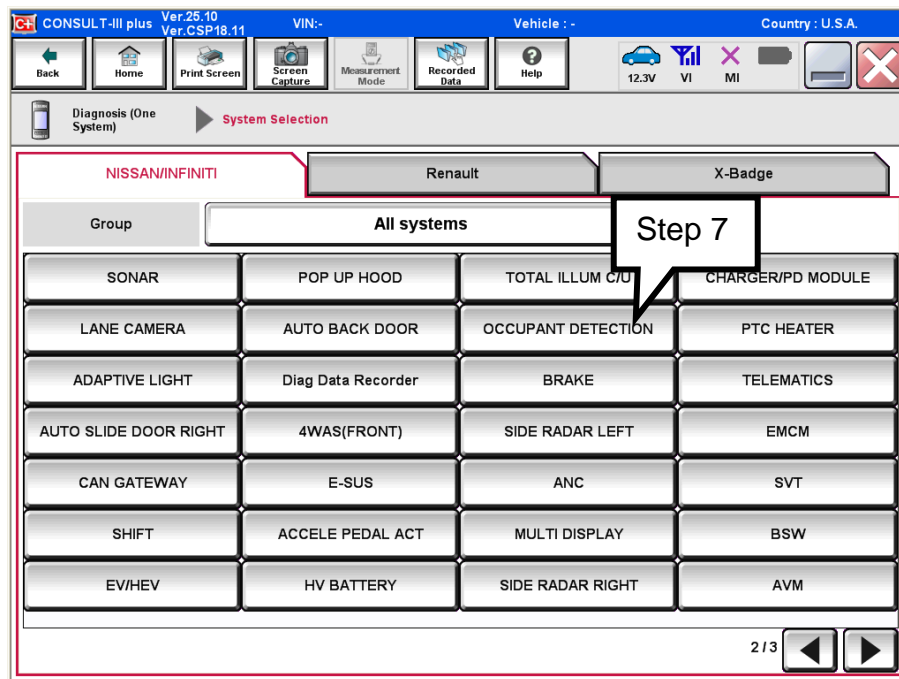 C+ CONSULT-III plus Ver.25.10 VIN:- Vehicle : - Country : U.S.A.
Ver.CSP18.11
Back Home Print Screen Screen Capture Measurement Mode Recorded Data Help 12.3V VI MI
Diagnosis (One System) System Selection
NISSAN/INFINITI Renault X-Badge
Group All systems
Step 7
SONAR POP UP HOOD TOTAL ILLUM C/U CHARGER/PD MODULE
LANE CAMERA AUTO BACK DOOR OCCUPANT DETECTION PTC HEATER
ADAPTIVE LIGHT Diag Data Recorder BRAKE TELEMATICS
AUTO SLIDE DOOR RIGHT 4WAS(FRONT) SIDE RADAR LEFT EMCM
CAN GATEWAY E-SUS ANC SVT
SHIFT ACCELE PEDAL ACT MULTI DISPLAY BSW
EV/HEV HV BATTERY SIDE RADAR RIGHT AVM
2/3